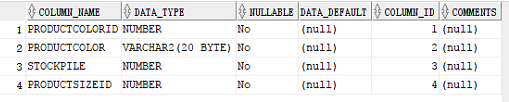 COLUMN_NAME DATA_TYPE NULLABLE DATA_DEFAULT COLUMN_ID COMMENTS
1 PRODUCTCOLORID NUMBER No (null) 1 (null)
2 PRODUCTCOLOR VARCHAR2(20 BYTE) No (null) 2 (null)
3 STOCKPILE NUMBER No (null) 3 (null)
4 PRODUCTSIZEID NUMBER No (null) 4 (null)